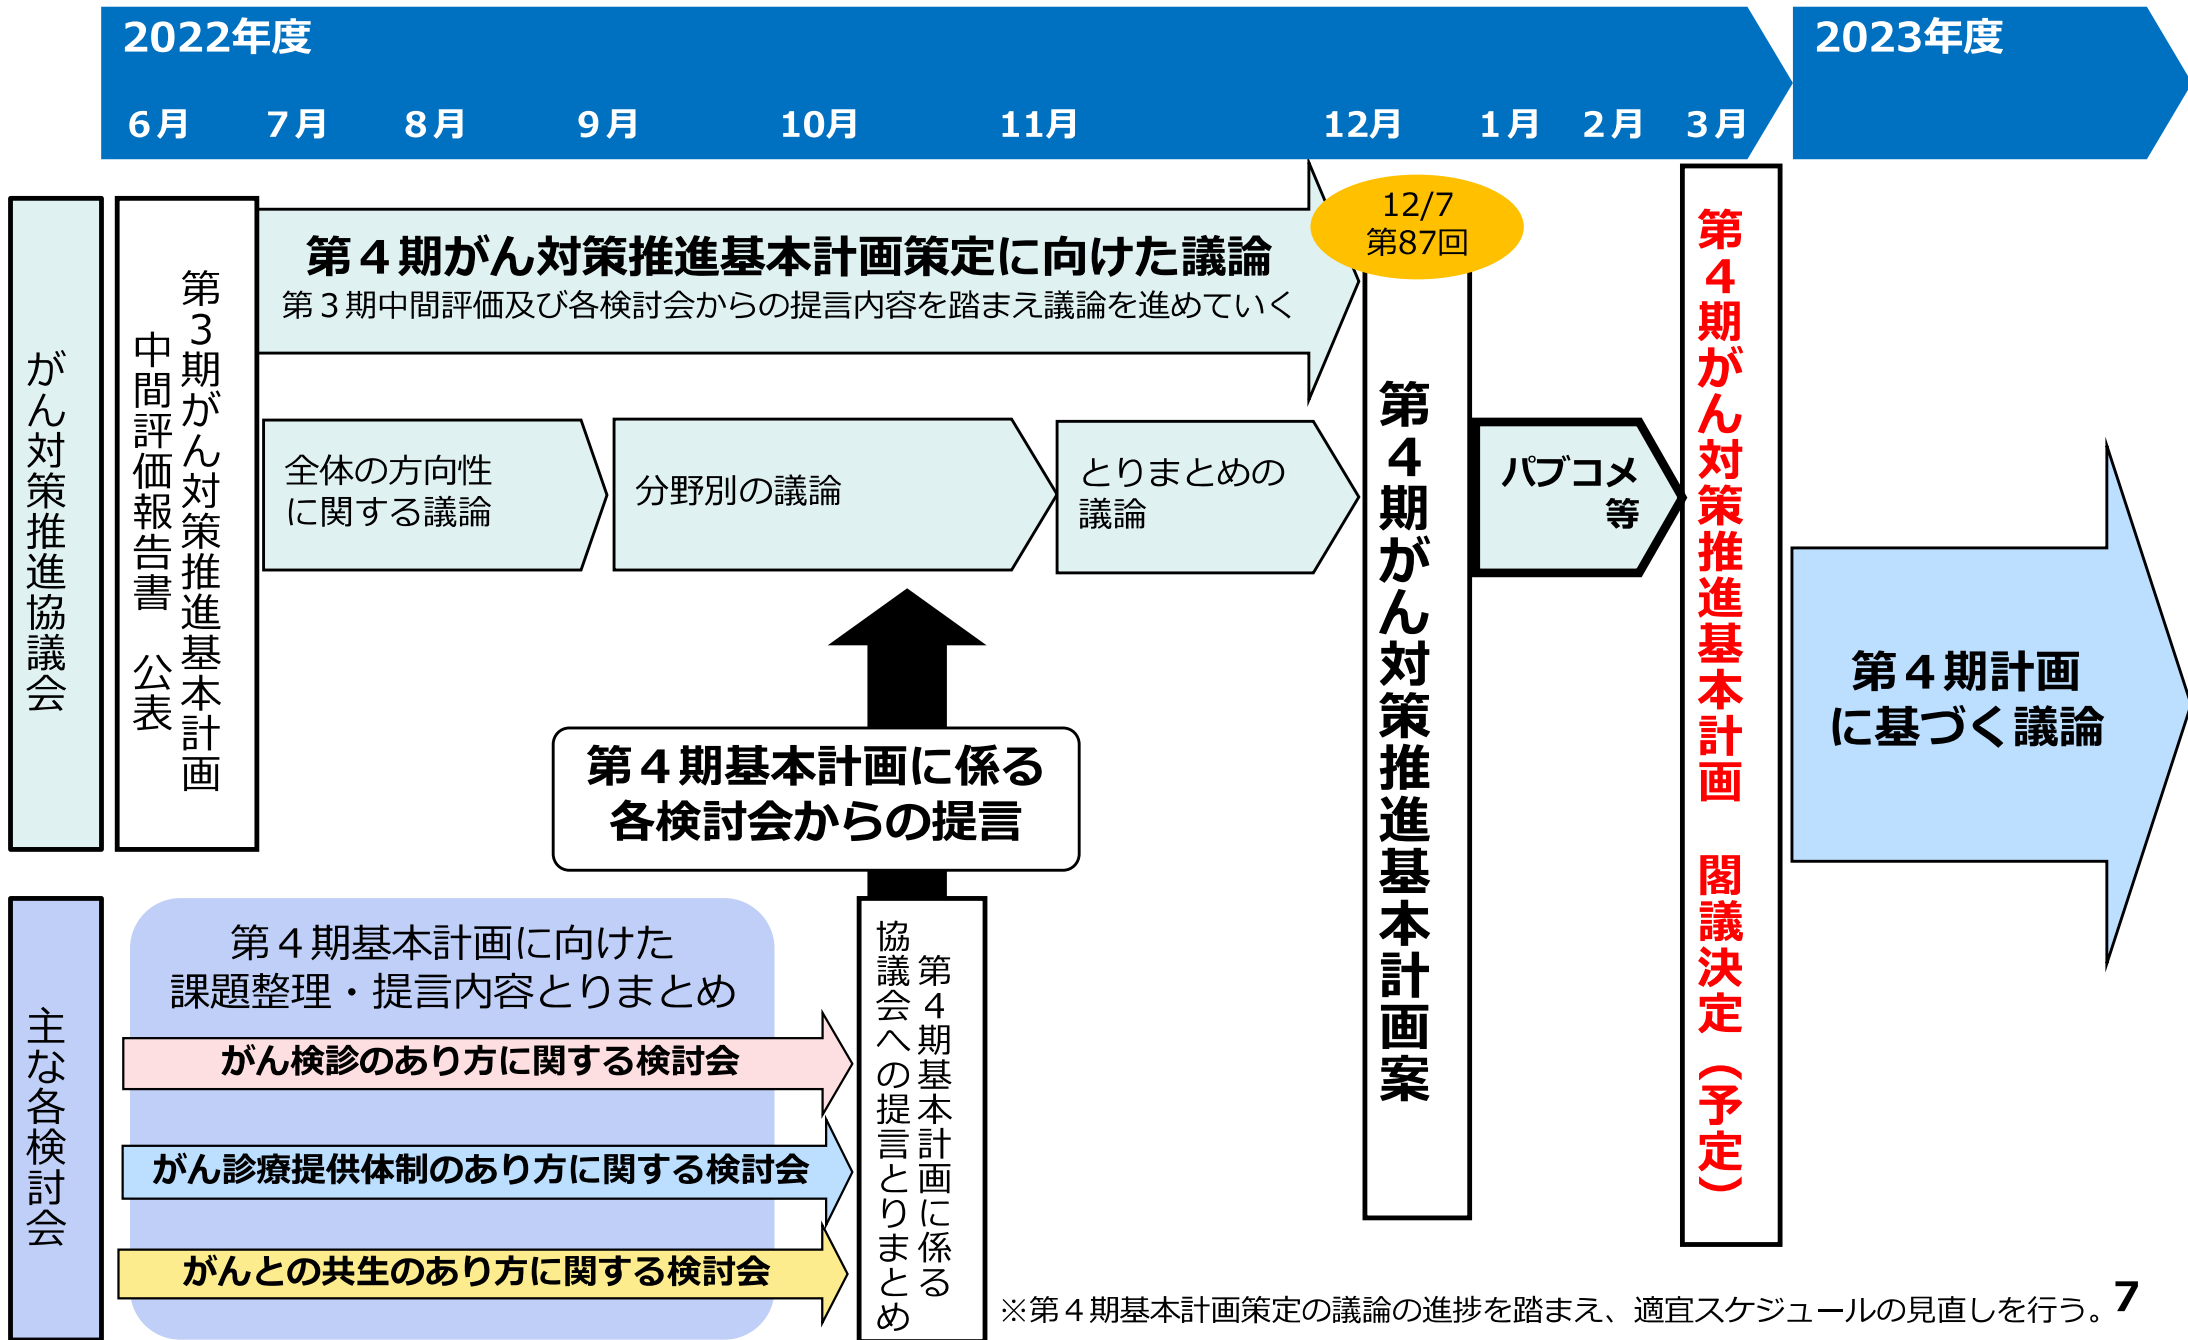 2022年度
2023年度
６月 ７月 ８月 ９月 10月 11月 12月 １月 ２月 ３月
がん対策推進協議会
第３期がん対策推進基本計画
中間評価報告書　公表
第４期がん対策推進基本計画策定に向けた議論
第３期中間評価及び各検討会からの提言内容を踏まえ議論を進めていく
12/7
第87回
全体の方向性
に関する議論
分野別の議論
とりまとめの
議論
第４期がん対策推進基本計画案
パブコメ
等
第４期がん対策推進基本計画　閣議決定（予定）
第４期計画
に基づく議論
第４期基本計画に係る
各検討会からの提言
主な各検討会
第４期基本計画に向けた
課題整理・提言内容とりまとめ
がん検診のあり方に関する検討会
がん診療提供体制のあり方に関する検討会
がんとの共生のあり方に関する検討会
第４期基本計画に係る
協議会への提言とりまとめ
※第４期基本計画策定の議論の進捗を踏まえ、適宜スケジュールの見直しを行う。
7